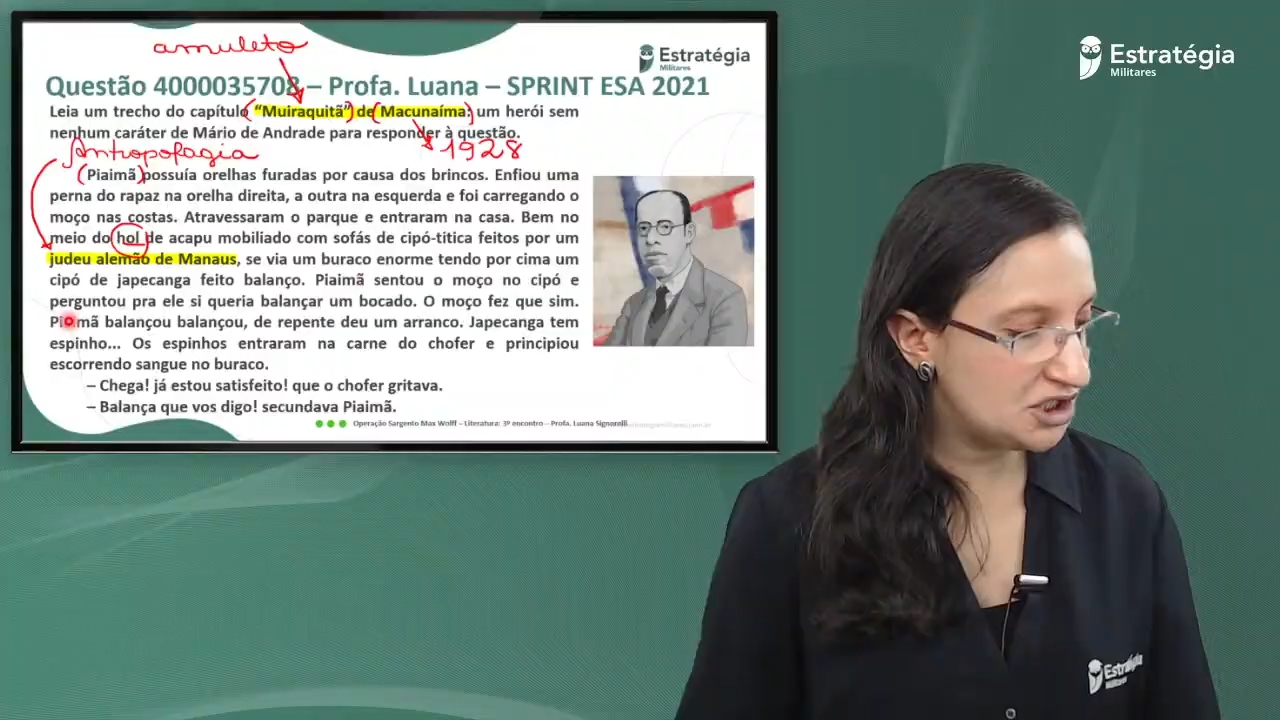 amuleto
Estratégia
Militares
Questão 4000035708 – Profa. Luana – SPRINT ESA 2021
Leia um trecho do capítulo “Muiraquitã” de Macunaíma: um herói sem
nenhum caráter de Mário de Andrade para responder à questão.
Antropofagia
1928
Piaimã possuía orelhas furadas por causa dos brincos. Enfiou uma
perna do rapaz na orelha direita, a outra na esquerda e foi carregando o
moço nas costas. Atravessaram o parque e entraram na casa. Bem no
meio do hol de acapu mobiliado com sofás de cipó-titica feitos por um
judeu alemão de Manaus, se via um buraco enorme tendo por cima um
cipó de japecanga feito balanço. Piaimã sentou o moço no cipó e
perguntou pra ele si queria balançar um bocado. O moço fez que sim.
Piaimã balançou balançou, de repente deu um arranco. Japecanga tem
espinho... Os espinhos entraram na carne do chofer e principiou
escorrendo sangue no buraco.
– Chega! já estou satisfeito! que o chofer gritava.
– Balança que vos digo! secundava Piaimã.
Operação Sargento Max Wolff – Literatura: 3º encontro – Profa. Luana Signorelli
Estratégia
Militares
Estratégia
Militares